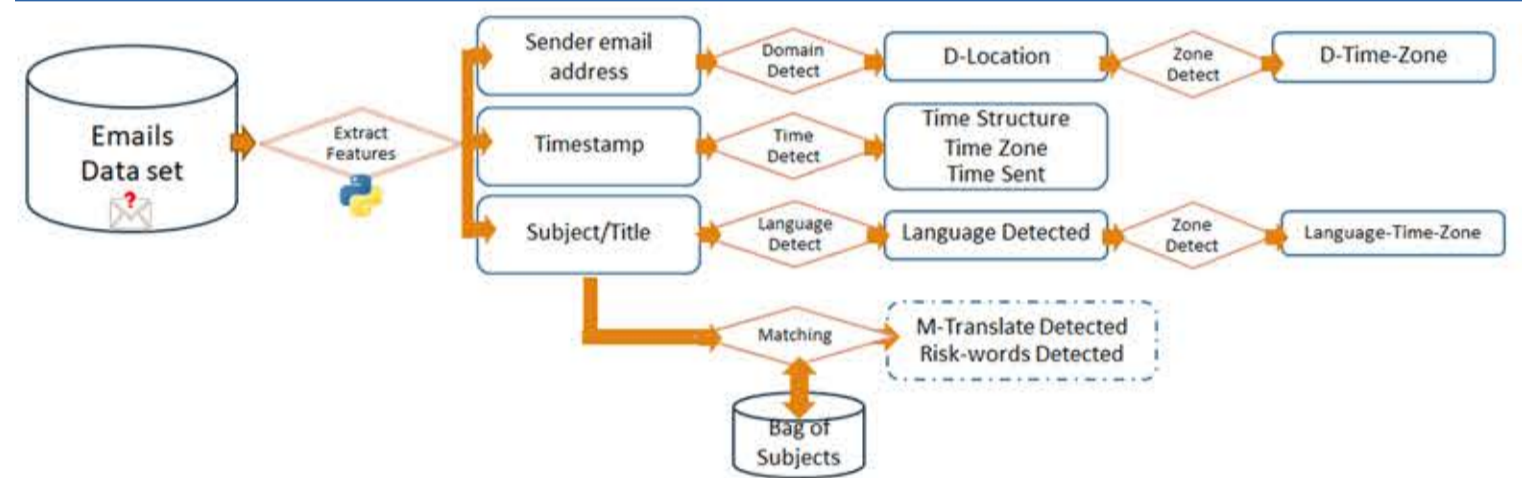 Emails
Data set
?
Extract
Features
Sender email
address
Domain
Detect
D-Location
Zone
Detect
D-Time-Zone
Timestamp
Time
Detect
Time Structure
Time Zone
Time Sent
Subject/Title
Language
Detect
Language Detected
Zone
Detect
Language-Time-Zone
Matching
M-Translate Detected
Risk-words Detected
Bag of
Subjects